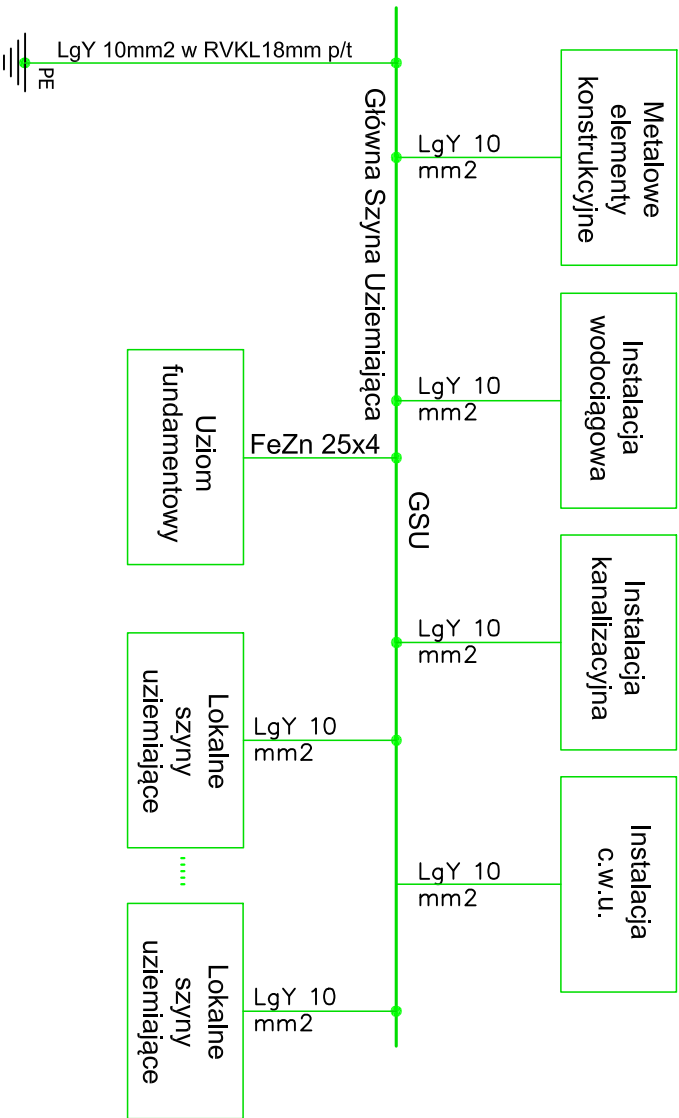 Metalowe
elementy
konstrukcyjne
Instalacja
wodociągowa
Instalacja
kanalizacyjna
Instalacja
c.w.u.
LgY 10
mm2
LgY 10
mm2
LgY 10
mm2
LgY 10
mm2
LgY 10mm2 w RVKL18mm p/t
PE
Główna Szyna Uziemiająca
GSU
FeZn 25x4
LgY 10
mm2
LgY 10
mm2
Uziom
fundamentowy
Lokalne
szyny
uziemiające
Lokalne
szyny
uziemiające